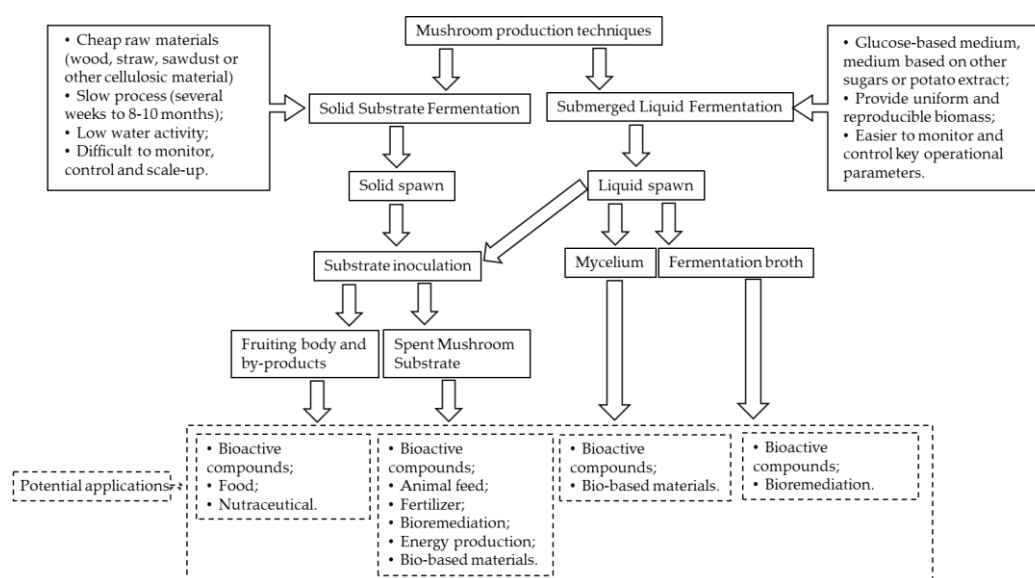 Mushroom production techniques
• Cheap raw materials
(wood, straw, sawdust or
other cellulosic material)
• Slow process (several
weeks to 8-10 months);
• Low water activity;
• Difficult to monitor,
control and scale-up.
• Glucose-based medium,
medium based on other
sugars or potato extract;
• Provide uniform and
reproducible biomass;
• Easier to monitor and
control key operational
parameters.
Solid Substrate Fermentation
Submerged Liquid Fermentation
Solid spawn
Liquid spawn
Substrate inoculation
Mycelium
Fermentation broth
Fruiting body and
by-products
Spent Mushroom
Substrate
Potential applications
• Bioactive
compounds;
• Food;
• Nutraceutical.
• Bioactive
compounds;
• Animal feed;
• Fertilizer;
• Bioremediation;
• Energy production;
• Bio-based materials.
• Bioactive
compounds;
• Bio-based materials.
• Bioactive
compounds;
• Bioremediation.